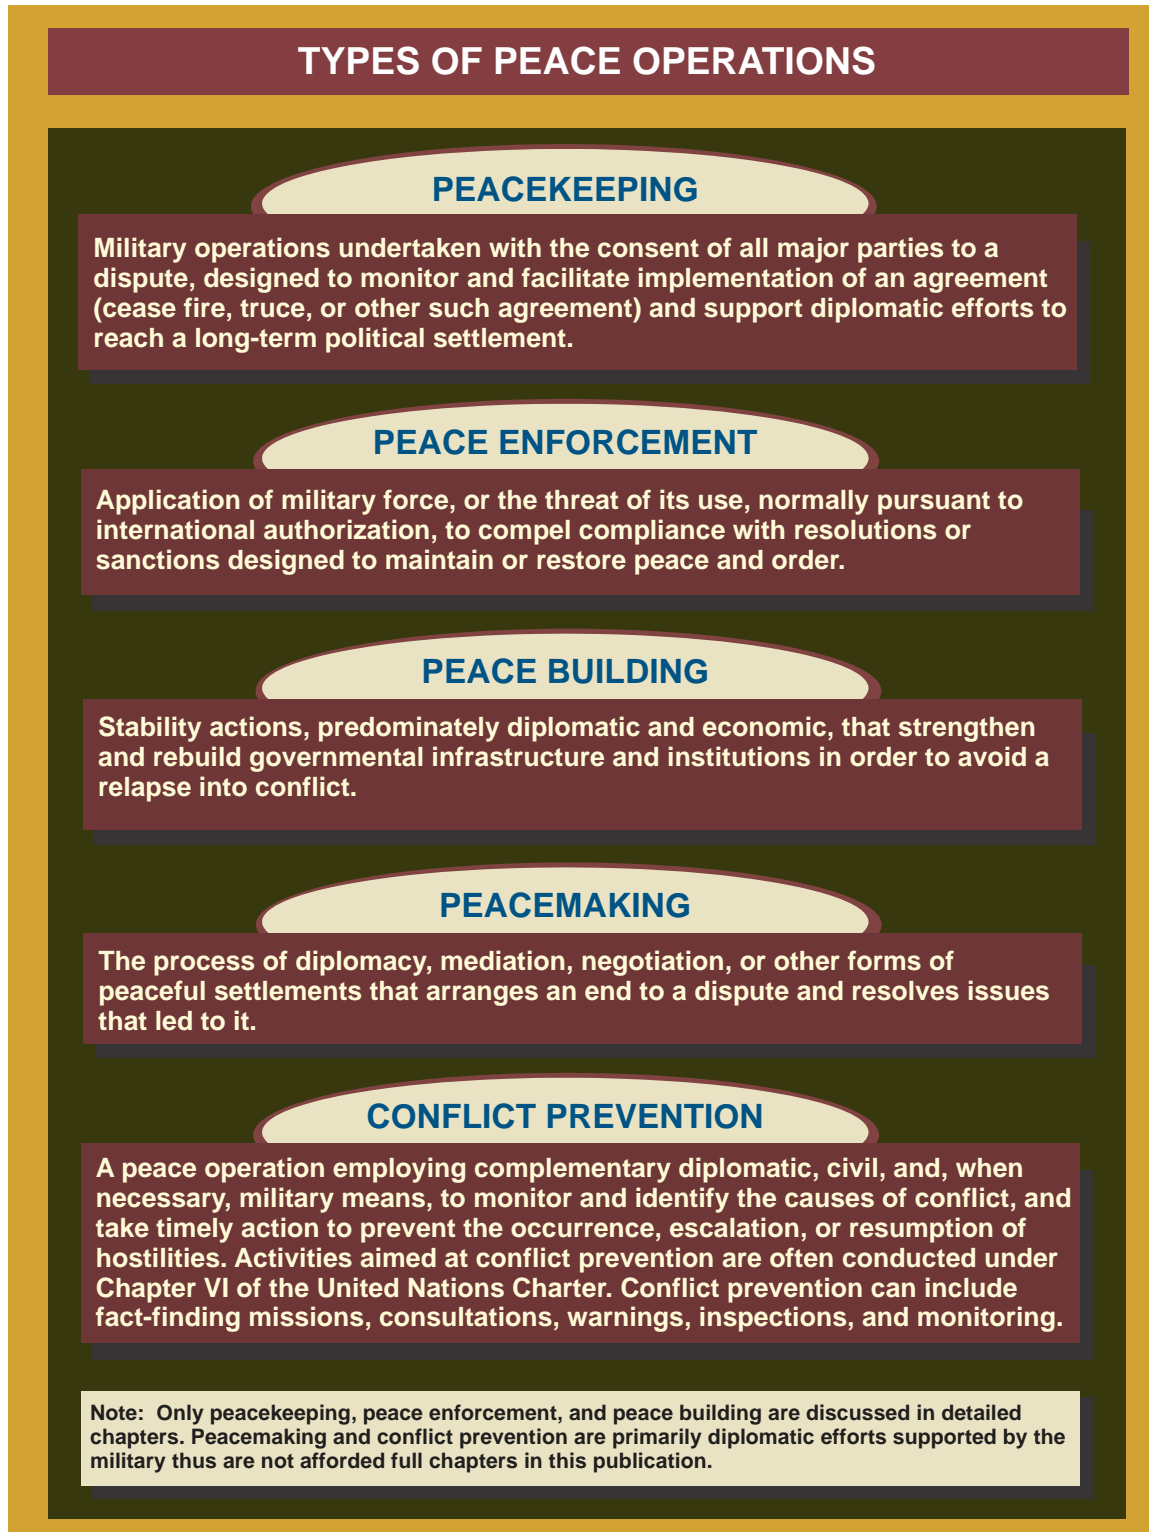 TYPES OF PEACE OPERATIONS
PEACEKEEPING
Military operations undertaken with the consent of all major parties to a
dispute, designed to monitor and facilitate implementation of an agreement
(cease fire, truce, or other such agreement) and support diplomatic efforts to
reach a long-term political settlement.
PEACE ENFORCEMENT
Application of military force, or the threat of its use, normally pursuant to
international authorization, to compel compliance with resolutions or
sanctions designed to maintain or restore peace and order.
PEACE BUILDING
Stability actions, predominately diplomatic and economic, that strengthen
and rebuild governmental infrastructure and institutions in order to avoid a
relapse into conflict.
PEACEMAKING
The process of diplomacy, mediation, negotiation, or other forms of
peaceful settlements that arranges an end to a dispute and resolves issues
that led to it.
CONFLICT PREVENTION
A peace operation employing complementary diplomatic, civil, and, when
necessary, military means, to monitor and identify the causes of conflict, and
take timely action to prevent the occurrence, escalation, or resumption of
hostilities. Activities aimed at conflict prevention are often conducted under
Chapter VI of the United Nations Charter. Conflict prevention can include
fact-finding missions, consultations, warnings, inspections, and monitoring.
Note:  Only peacekeeping, peace enforcement, and peace building are discussed in detailed
chapters. Peacemaking and conflict prevention are primarily diplomatic efforts supported by the
military thus are not afforded full chapters in this publication.